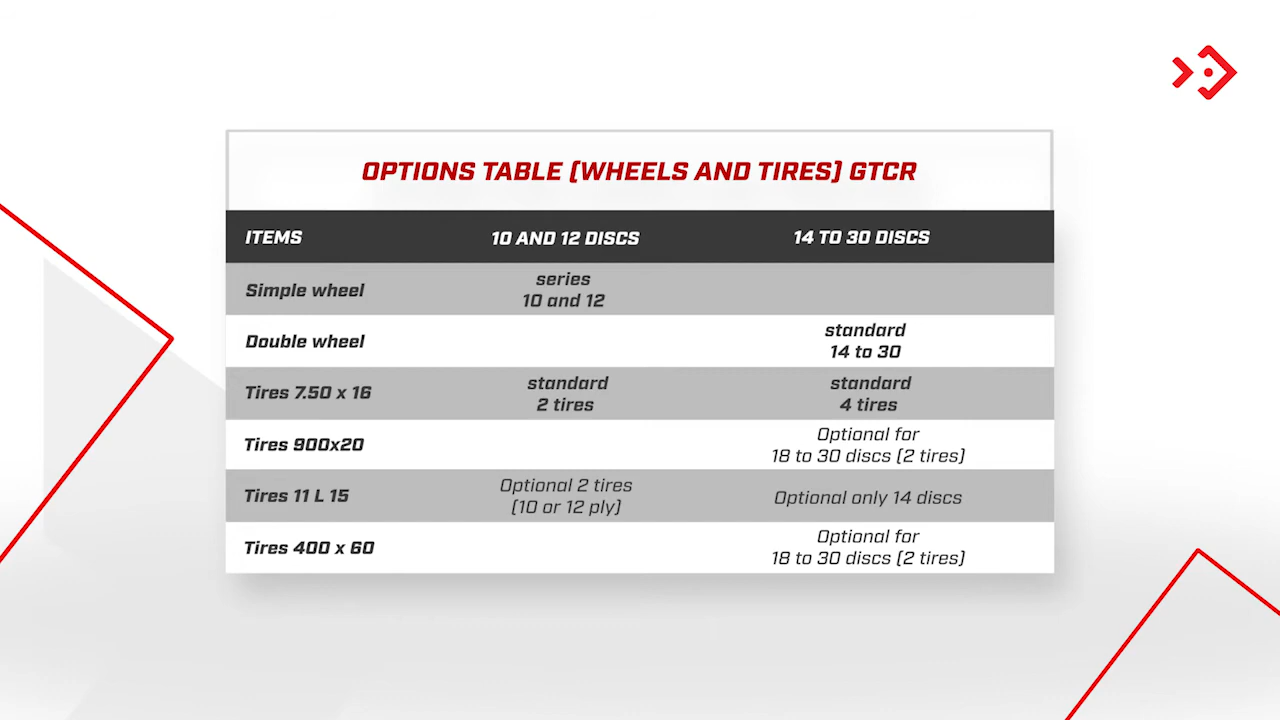 OPTIONS TABLE (WHEELS AND TIRES) GTCR
ITEMS 10 AND 12 DISCS 14 TO 30 DISCS
Simple wheel
series
10 and 12
Double wheel
standard
14 to 30
Tires 7.50 x 16
standard
2 tires
standard
4 tires
Tires 900x20
Optional for
18 to 30 discs (2 tires)
Tires 11 L 15
Optional 2 tires
(10 or 12 ply)
Optional only 14 discs
Tires 400 x 60
Optional for
18 to 30 discs (2 tires)